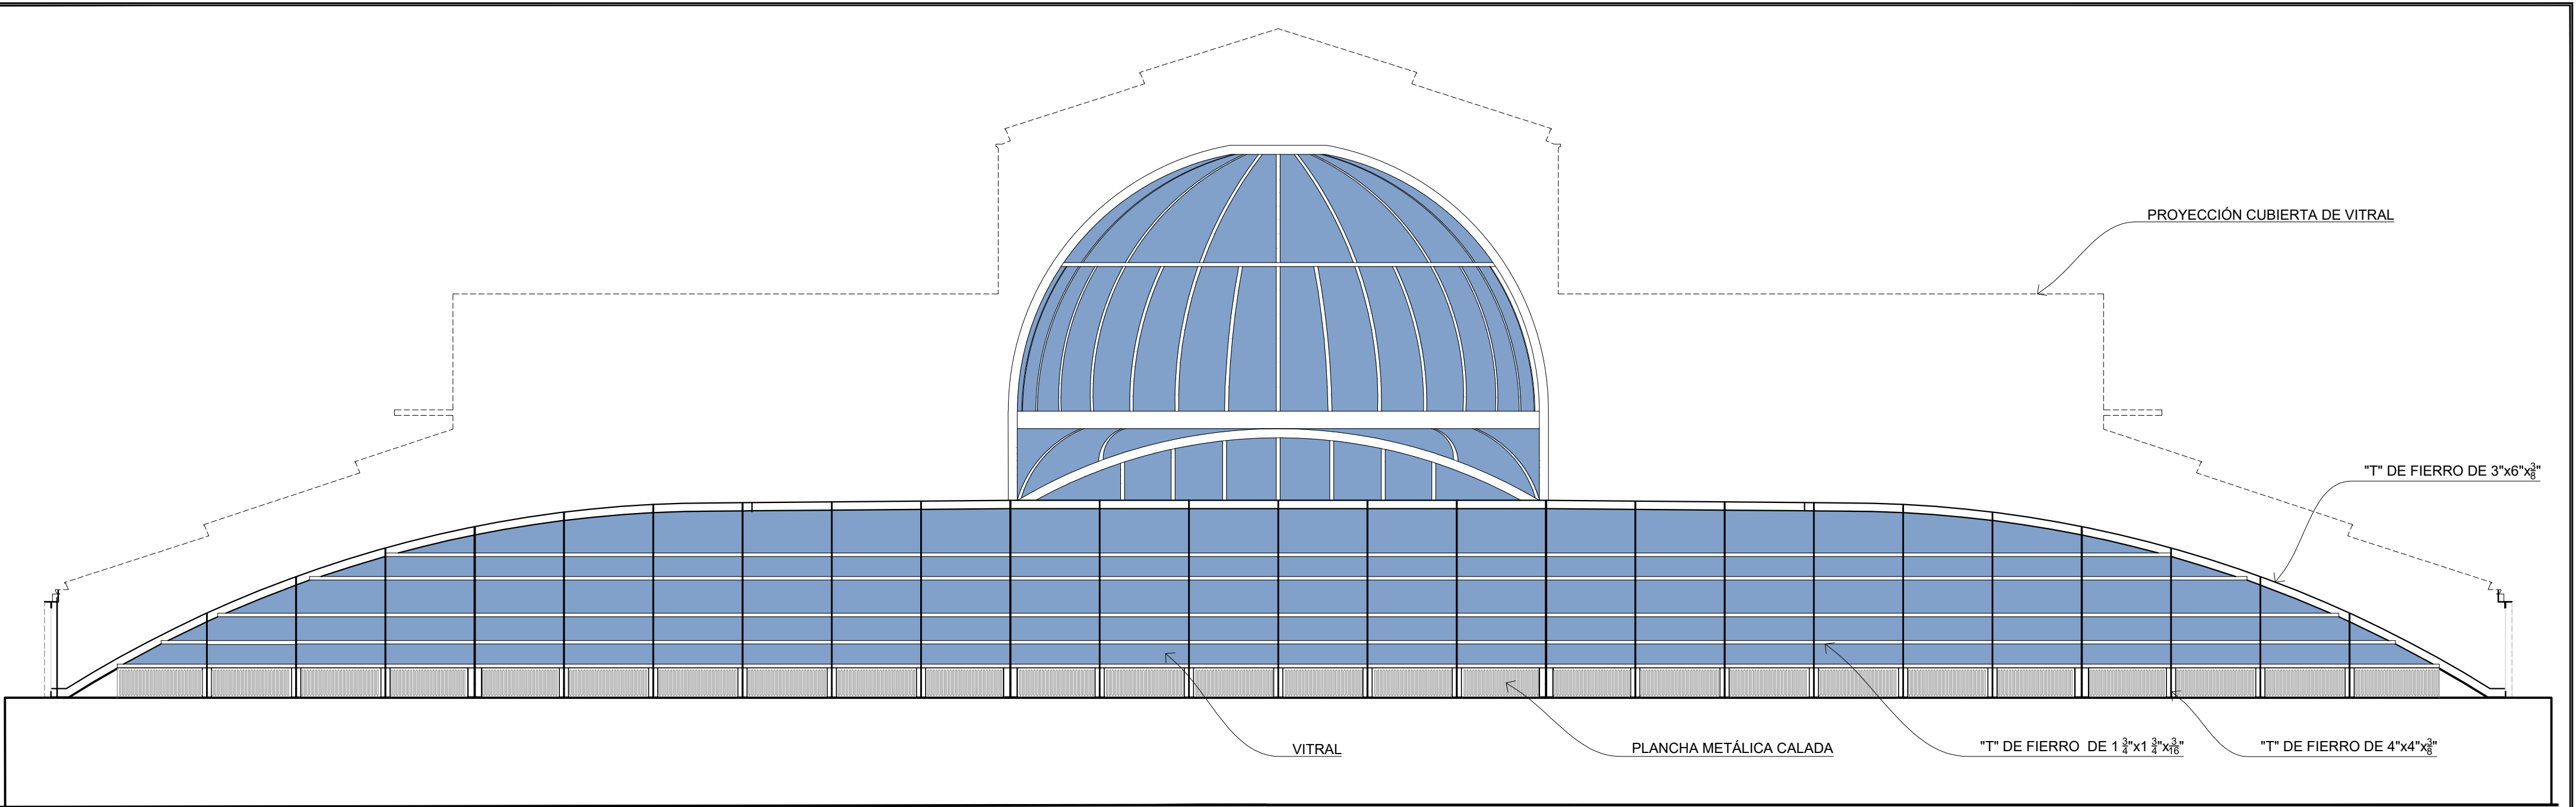 PROYECCIÓN CUBIERTA DE VITRAL
"T" DE FIERRO DE 3"x6"x3/8"
VITRAL
PLANCHA METÁLICA CALADA
"T" DE FIERRO DE 1 3/4"x1 3/4"x3/16"
"T" DE FIERRO DE 4"x4"x3/8"